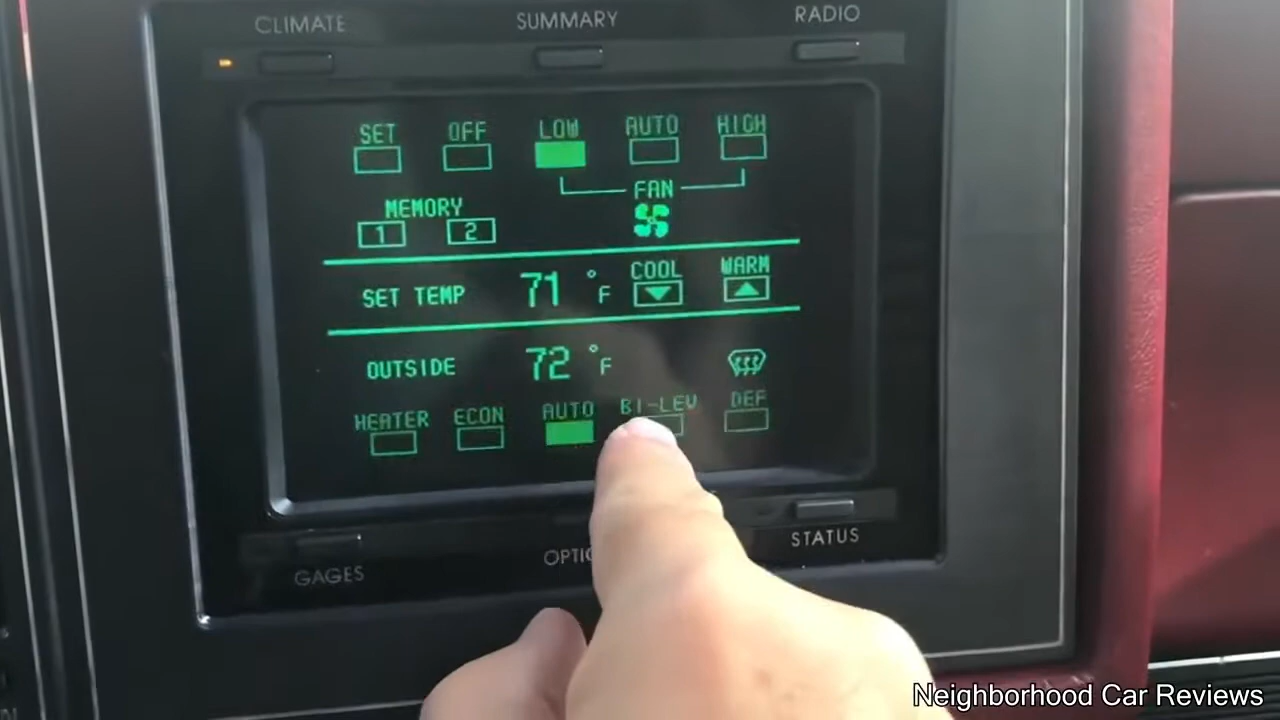 CLIMATE SUMMARY RADIO
SET OFF LOW AUTO HIGH
FAN
MEMORY
1 2
COOL WARM
SET TEMP 71 °F
OUTSIDE 72 °F
HEATER ECON AUTO BI-LEV DEF
STATUS
GAGES
Neighborhood Car Reviews